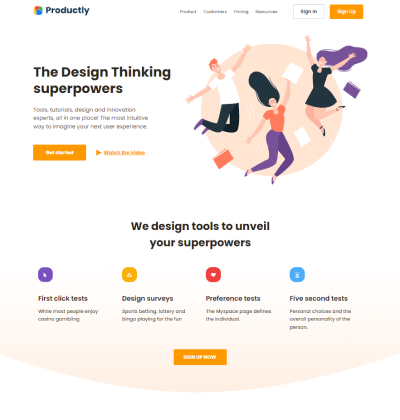 Productly
Product Customers Pricing Resources Sign In Sign Up
The Design Thinking
superpowers
Tools, tutorials, design and innovation
experts, all in one place! The most intuitive
way to imagine your next user experience.
Get started Watch the Video
We design tools to unveil
your superpowers
First click tests
While most people enjoy
casino gambling
Design surveys
Sports betting, lottery and
bingo playing for the fun
Preference tests
The Myspace page defines
the individual.
Five second tests
Personal choices and the
overall personality of the
person.
SIGN UP NOW